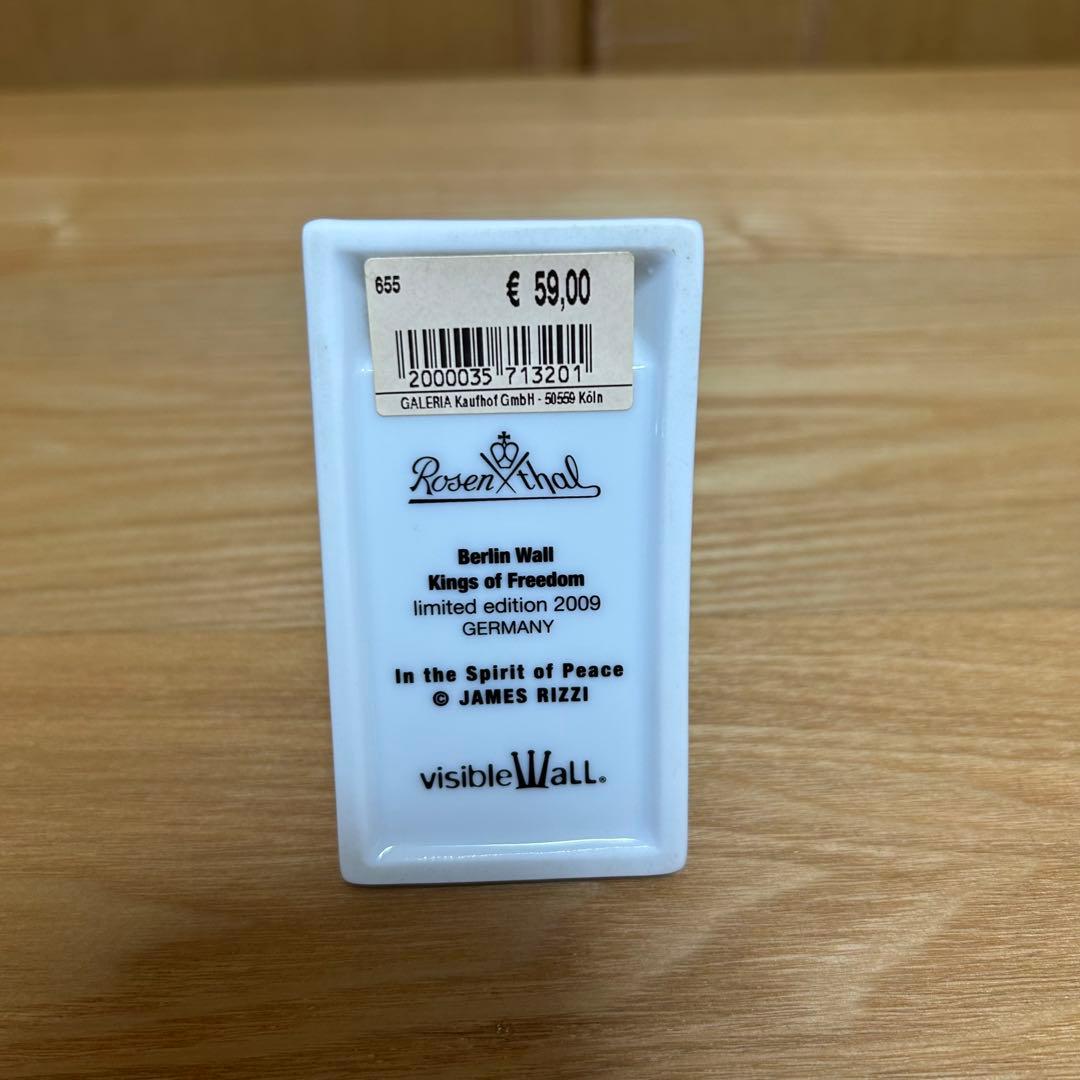 655
€ 59,00
2000035 713201
GALERIA Kaufhof GmbH - 50559 Köln
Rosenthal
Berlin Wall
Kings of Freedom
limited edition 2009
GERMANY
In the Spirit of Peace
© JAMES RIZZI
visibleWaLL®